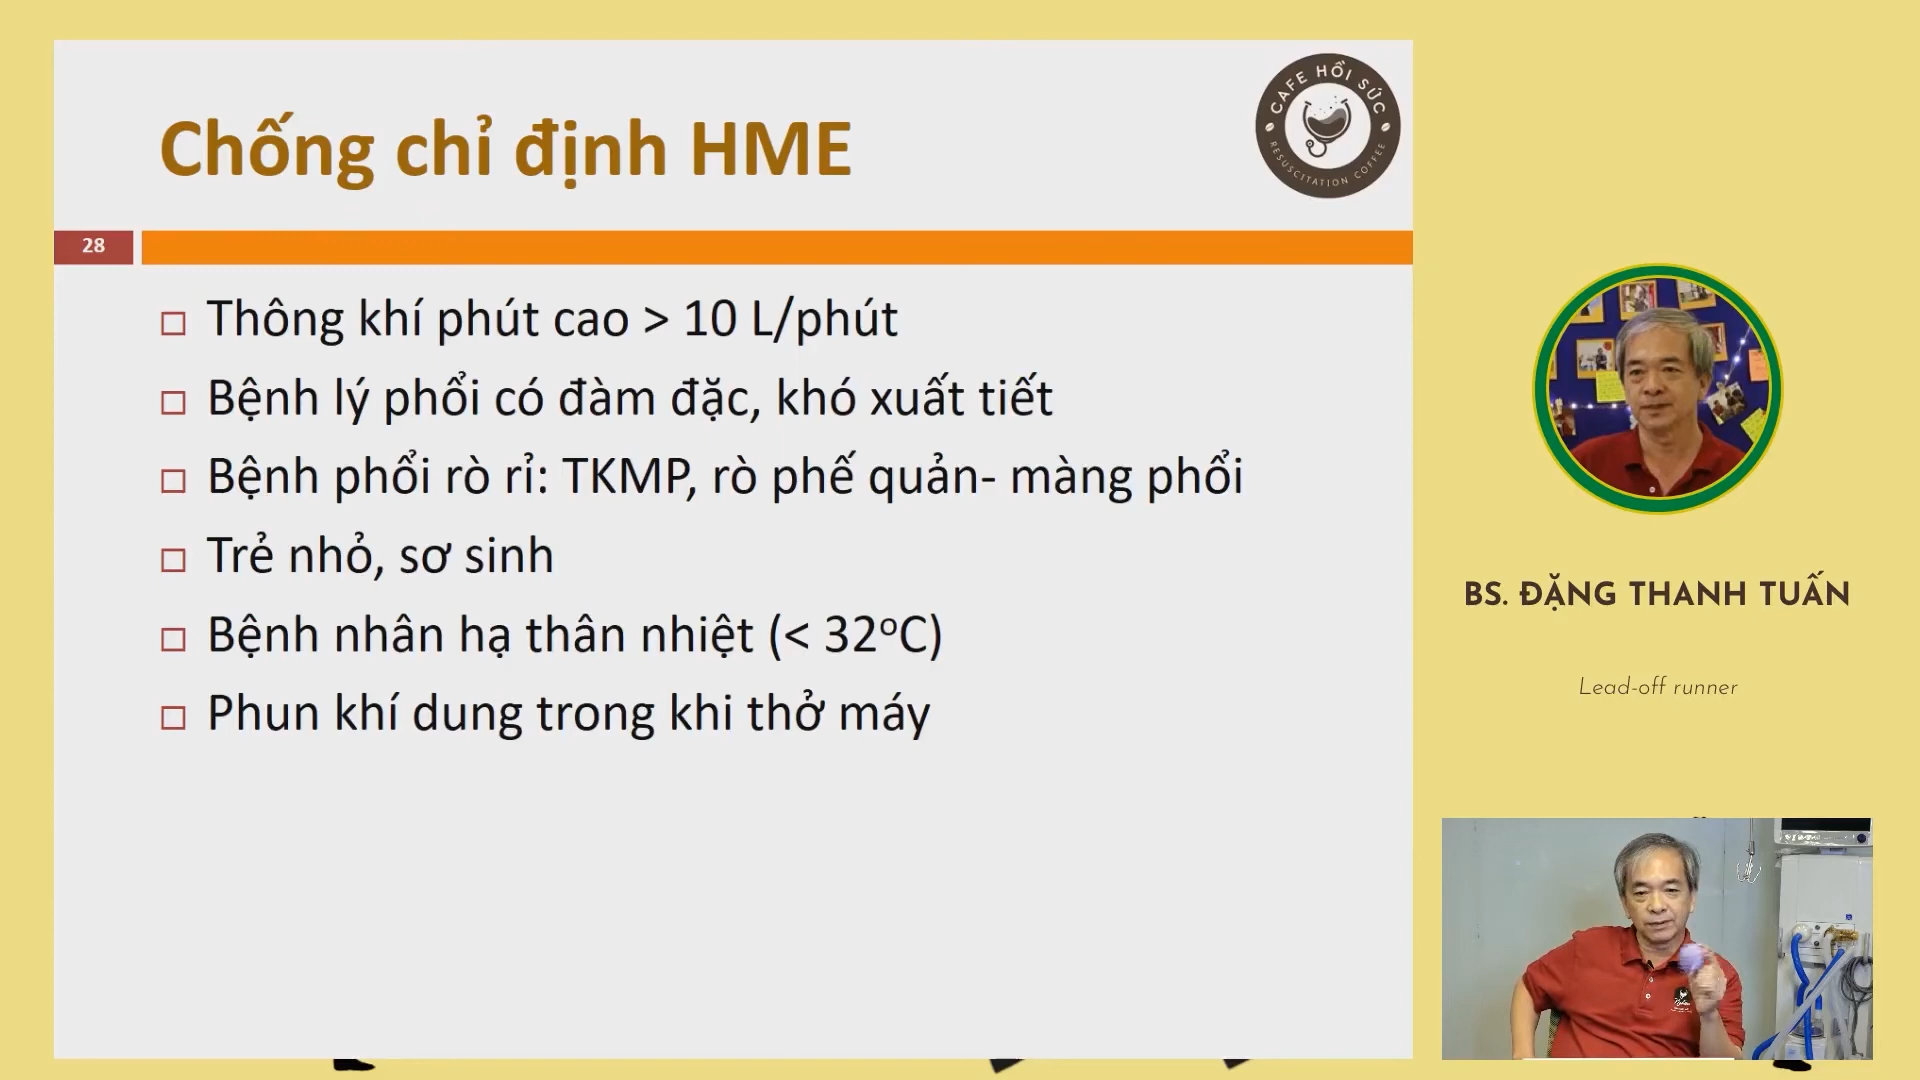 Chống chỉ định HME
CAFE HỒI SỨC
RESUSCITATION COFFEE
28
Thông khí phút cao > 10 L/phút
Bệnh lý phổi có đàm đặc, khó xuất tiết
Bệnh phổi rò rỉ: TKMP, rò phế quản- màng phổi
Trẻ nhỏ, sơ sinh
Bệnh nhân hạ thân nhiệt (< 32ºC)
Phun khí dung trong khi thở máy
BS. ĐẶNG THANH TUẤN
Lead-off runner